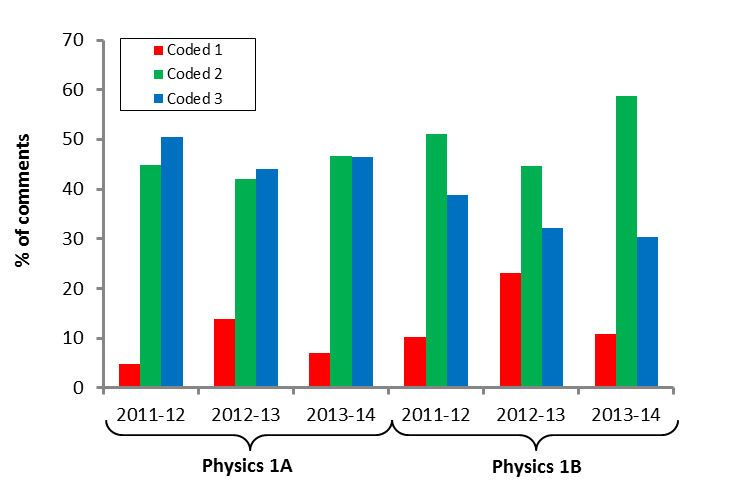 70
60
50
40
30
20
10
0
% of comments
Coded 1
Coded 2
Coded 3
2011-12 2012-13 2013-14 2011-12 2012-13 2013-14
Physics 1A Physics 1B